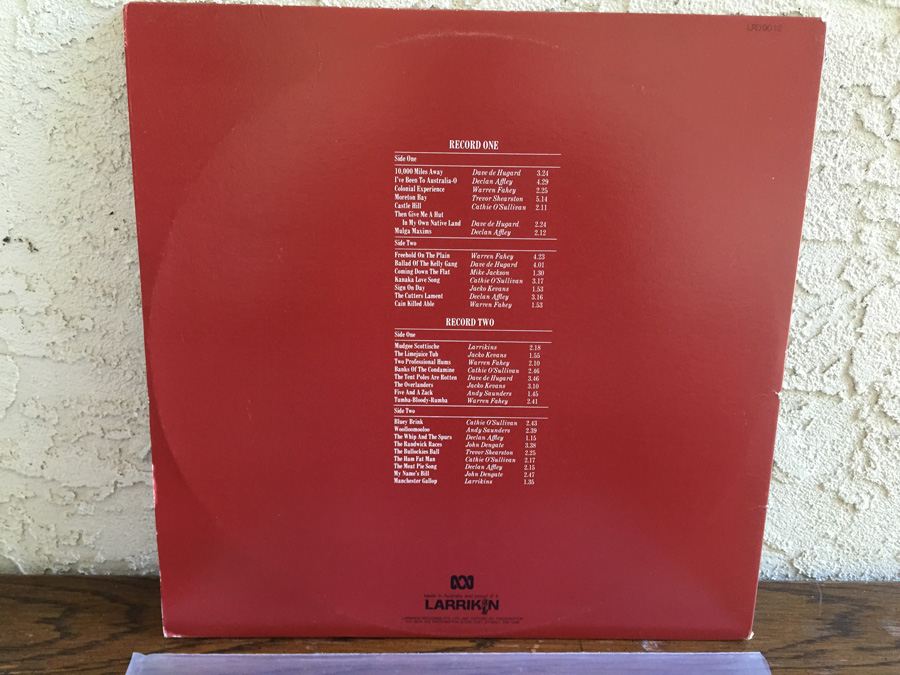 LRD 9012
RECORD ONE
Side One
10,000 Miles Away Dave de Hugard 3.24
I've Been To Australia-O Declan Affley 4.29
Colonial Experience Warren Fahey 2.25
Moreton Bay Trevor Shearston 5.14
Castle Hill Cathie O'Sullivan 2.11
Then Give Me A Hut
In My Own Native Land Dave de Hugard 2.24
Mulga Maxims Declan Affley 2.12
Side Two
Freehold On The Plain Warren Fahey 4.23
Ballad Of The Kelly Gang Dave de Hugard 4.01
Coming Down The Flat Mike Jackson 1.30
Kanaka Love Song Cathie O'Sullivan 3.17
Sign On Day Jacko Kevans 1.53
The Cutters Lament Declan Affley 3.16
Cain Killed Able Warren Fahey 1.53
RECORD TWO
Side One
Mudgee Scottische Larrikins 2.18
The Limejuice Tub Jacko Kevans 1.55
Two Professional Hums Warren Fahey 2.10
Banks Of The Condamine Cathie O'Sullivan 2.46
The Tent Poles Are Rotten Dave de Hugard 3.46
The Overlanders Jacko Kevans 3.10
Five And A Zack Andy Saunders 1.45
Tumba-Bloody-Rumba Warren Fahey 2.41
Side Two
Bluey Brink Cathie O'Sullivan 2.43
Woolloomooloo Andy Saunders 2.39
The Whip And The Spurs Declan Affley 1.15
The Randwick Races John Dengate 3.38
The Bullockies Ball Trevor Shearston 2.25
The Ham Fat Man Cathie O'Sullivan 2.17
The Meat Pie Song Declan Affley 2.15
My Name's Bill John Dengate 2.47
Manchester Gallop Larrikins 1.35
Made in Australia and proud of it
LARRIKIN